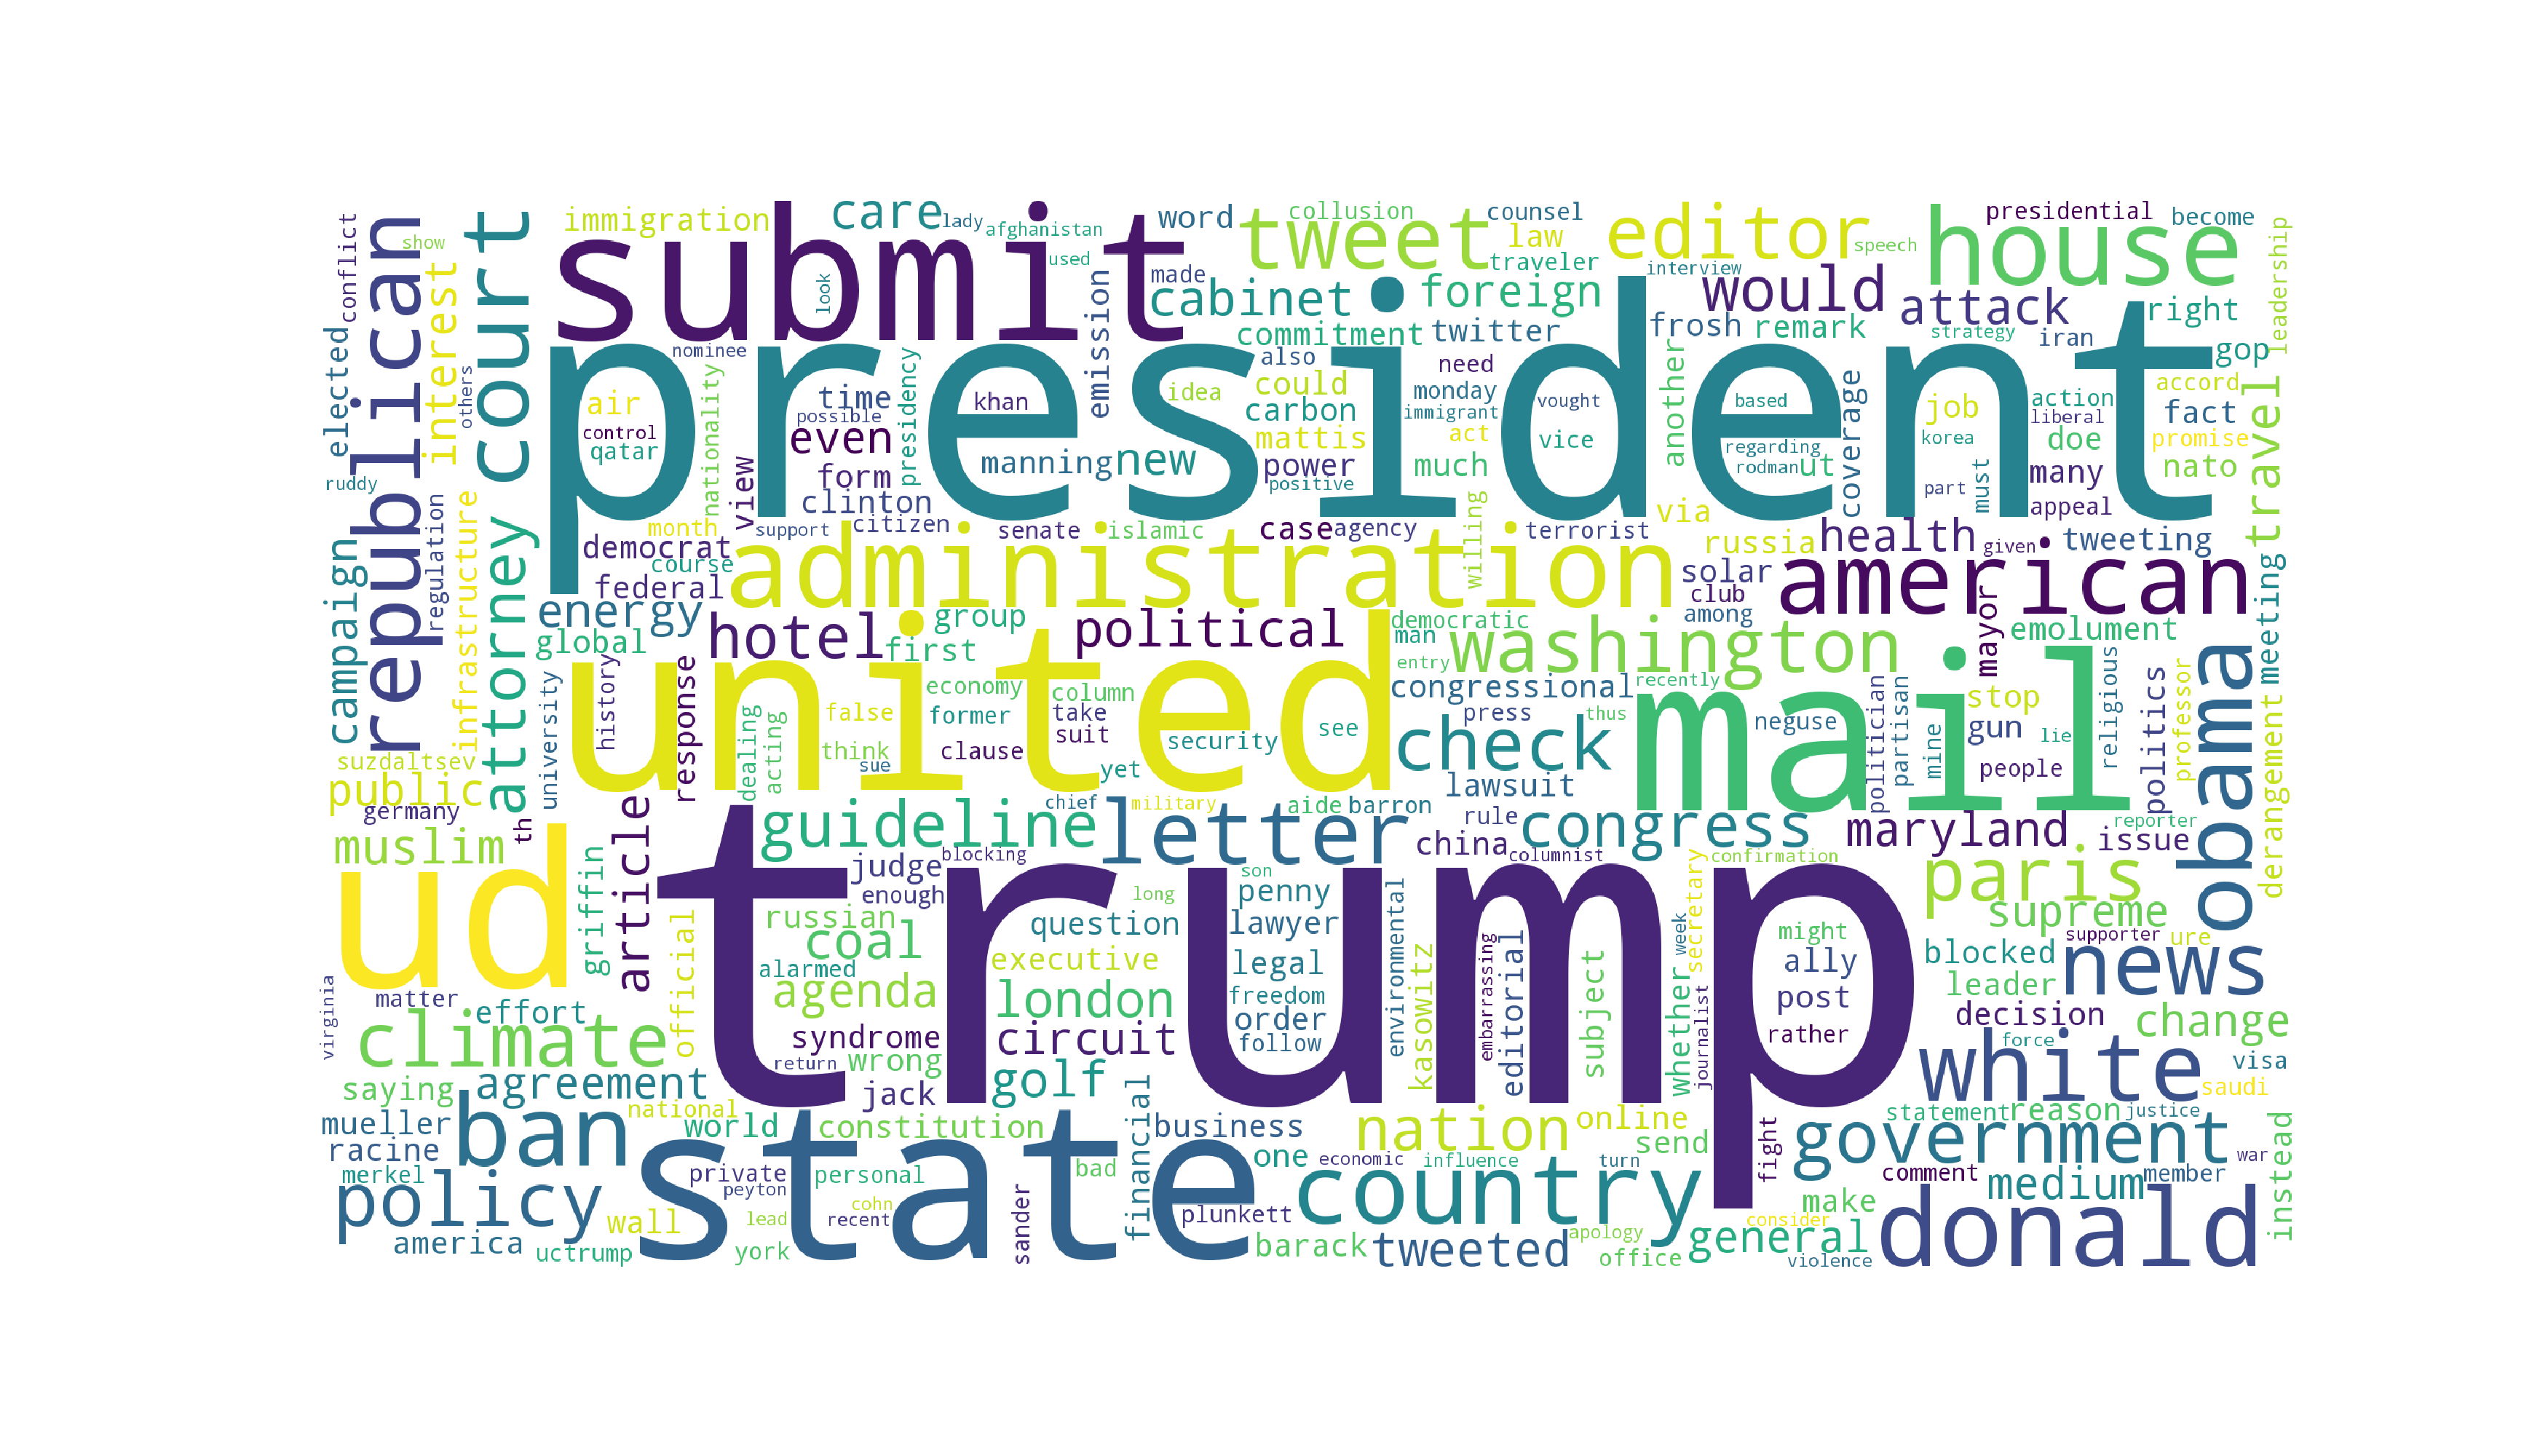 trump
president
united
state
submit
mail
ud
administration
american
republican
court
house
obama
donald
country
government
white
ban
policy
climate
news
washington
congress
letter
check
guideline
attorney
editor
tweet
paris
nation
hotel
political
travel
would
attack
cabinet
foreign
care
immigration
interest
campaign
infrastructure
article
muslim
public
energy
federal
democrat
health
russia
solar
maryland
issue
supreme
change
decision
leader
blocked
medium
general
tweeted
barack
business
financial
golf
circuit
london
agenda
coal
russian
judge
executive
question
lawyer
penny
legal
order
freedom
follow
editorial
kasowitz
environmental
embarrassing
subject
whether
journalist
secretary
week
might
ally
post
rather
confirmation
columnist
china
rule
lawsuit
congressional
press
thus
recently
entry
democratic
man
neguse
politician
partisan
mine
gun
stop
lie
people
religious
politics
professor
derangement
meeting
emolument
mayor
club
among
tweeting
given
appeal
many
must
part
nato
promise
fact
accord
action
liberal
doe
korea
job
based
regarding
rodman
ut
vought
vice
act
immigrant
much
monday
need
also
could
carbon
mattis
power
positive
idea
new
manning
khan
emission
presidency
time
possible
even
form
clinton
citizen
view
support
month
course
nationality
nominee
air
control
qatar
others
show
conflict
elected
ruddy
regulation
lady
afghanistan
used
look
made
word
collusion
counsel
law
traveler
interview
speech
presidential
become
leadership
right
gop
iran
strategy
remark
frosh
twitter
commitment
another
coverage
via
terrorist
willing
agency
case
islamic
senate
group
first
global
university
history
response
dealing
acting
false
think
sue
economy
former
clause
column
take
suit
security
see
yet
chief
military
aide
barron
blocking
enough
son
long
suzdaltsev
germany
th
griffin
official
alarmed
syndrome
return
wrong
jack
effort
matter
virginia
saying
agreement
mueller
racine
merkel
america
uctrump
national
world
constitution
private
peyton
personal
wall
lead
york
cohn
recent
bad
sander
plunkett
one
economic
influence
turn
apology
office
send
online
fight
make
consider
violence
comment
member
statement
reason
justice
war
instead
visa
saudi
force
supporter
ure
reporter